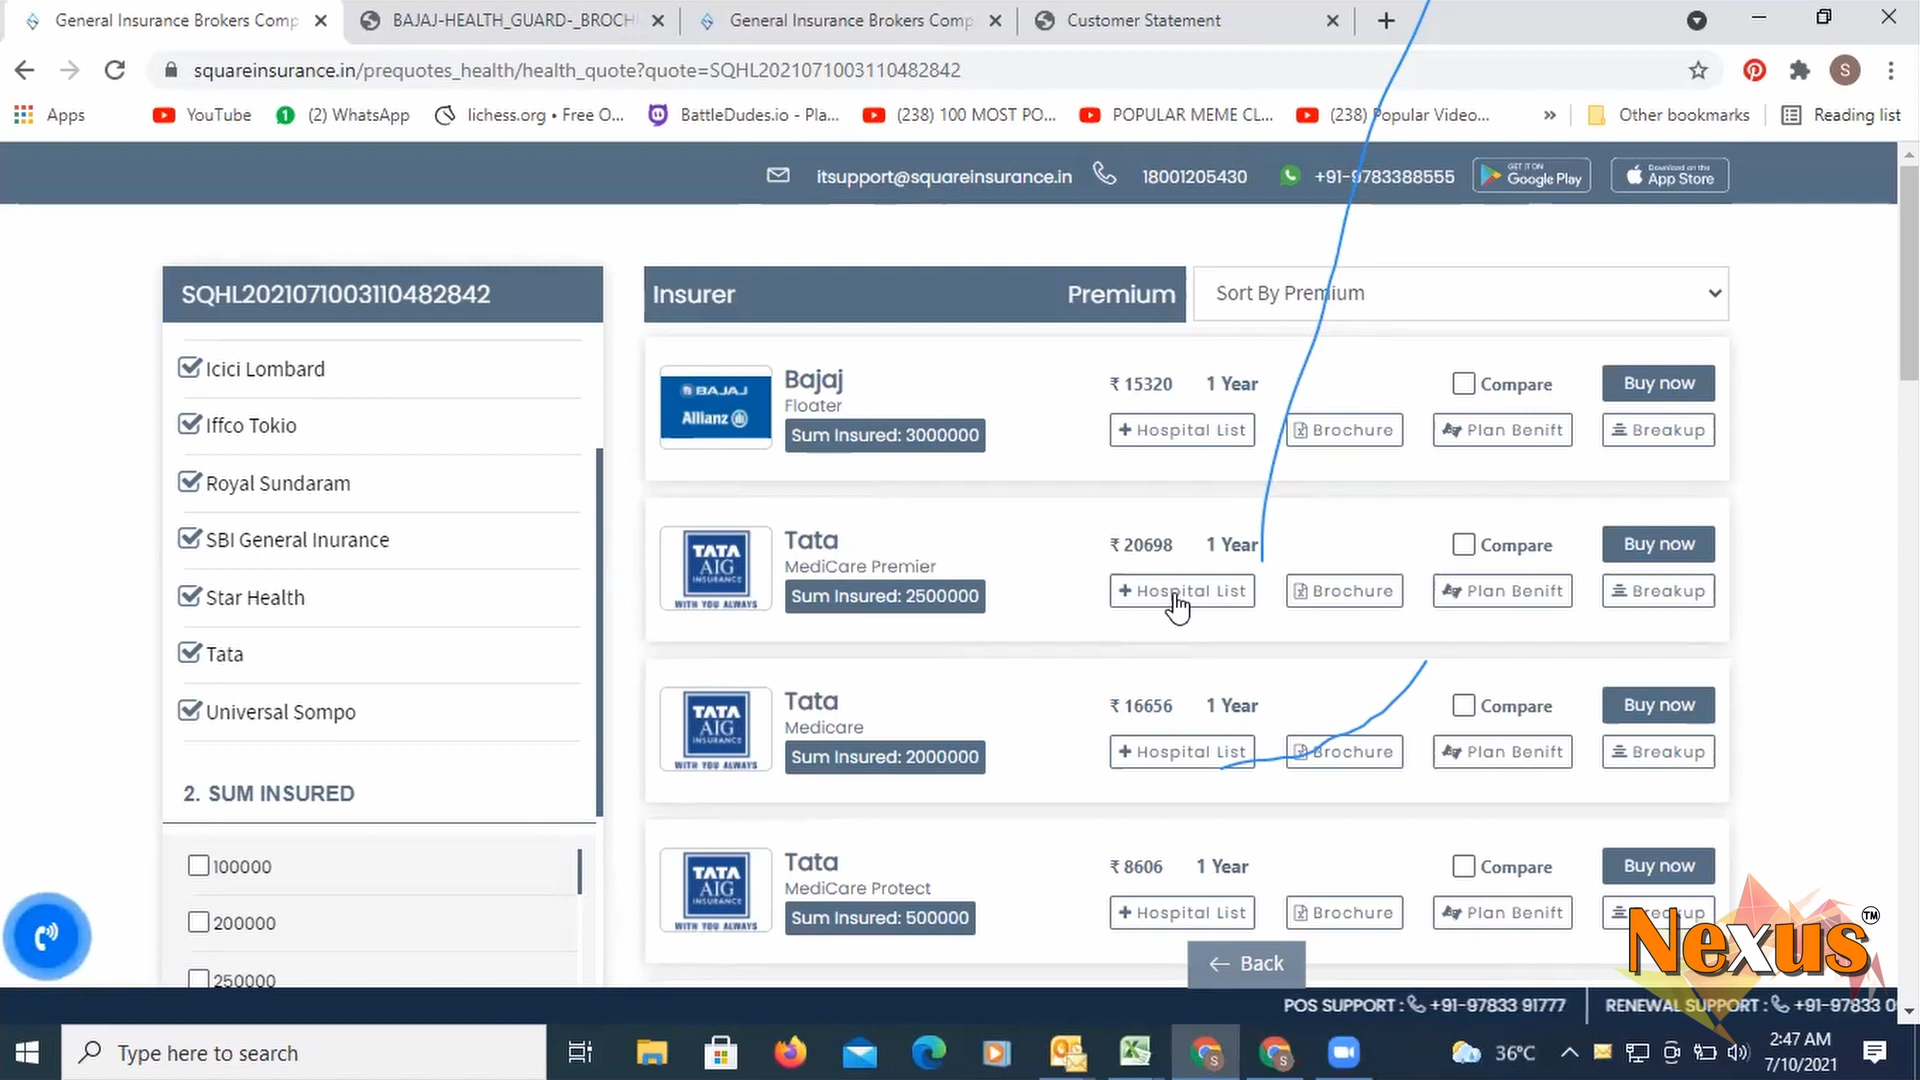 General Insurance Brokers Comp
BAJAJ-HEALTH_GUARD-_BROCH
General Insurance Brokers Comp
Customer Statement
squareinsurance.in/prequotes_health/health_quote?quote=SQHL2021071003110482842
S
Apps
YouTube
(2) WhatsApp
lichess.org • Free O...
BattleDudes.io - Pla...
(238) 100 MOST PO...
POPULAR MEME CL...
(238) Popular Video...
»
Other bookmarks
Reading list
itsupport@squareinsurance.in
18001205430
+91-9783388555
GET IT ON
Google Play
Download on the
App Store
SQHL2021071003110482842
Insurer
Premium
Sort By Premium
Icici Lombard
Iffco Tokio
Royal Sundaram
SBI General Inurance
Star Health
Tata
Universal Sompo
2. SUM INSURED
100000
200000
250000
BAJAJ
Allianz
Bajaj
Floater
Sum Insured: 3000000
₹ 15320 1 Year
Compare
Buy now
+ Hospital List
Brochure
Plan Benift
Breakup
TATA
AIG
INSURANCE
WITH YOU ALWAYS
Tata
MediCare Premier
Sum Insured: 2500000
₹ 20698 1 Year
Compare
Buy now
+ Hospital List
Brochure
Plan Benift
Breakup
TATA
AIG
INSURANCE
WITH YOU ALWAYS
Tata
Medicare
Sum Insured: 2000000
₹ 16656 1 Year
Compare
Buy now
+ Hospital List
Brochure
Plan Benift
Breakup
TATA
AIG
INSURANCE
WITH YOU ALWAYS
Tata
MediCare Protect
Sum Insured: 500000
₹ 8606 1 Year
Compare
Buy now
+ Hospital List
Brochure
Plan Benift
Breakup
Nexus™
← Back
POS SUPPORT : +91-97833 91777
RENEWAL SUPPORT : +91-97833 0
Type here to search
36°C
2:47 AM
7/10/2021